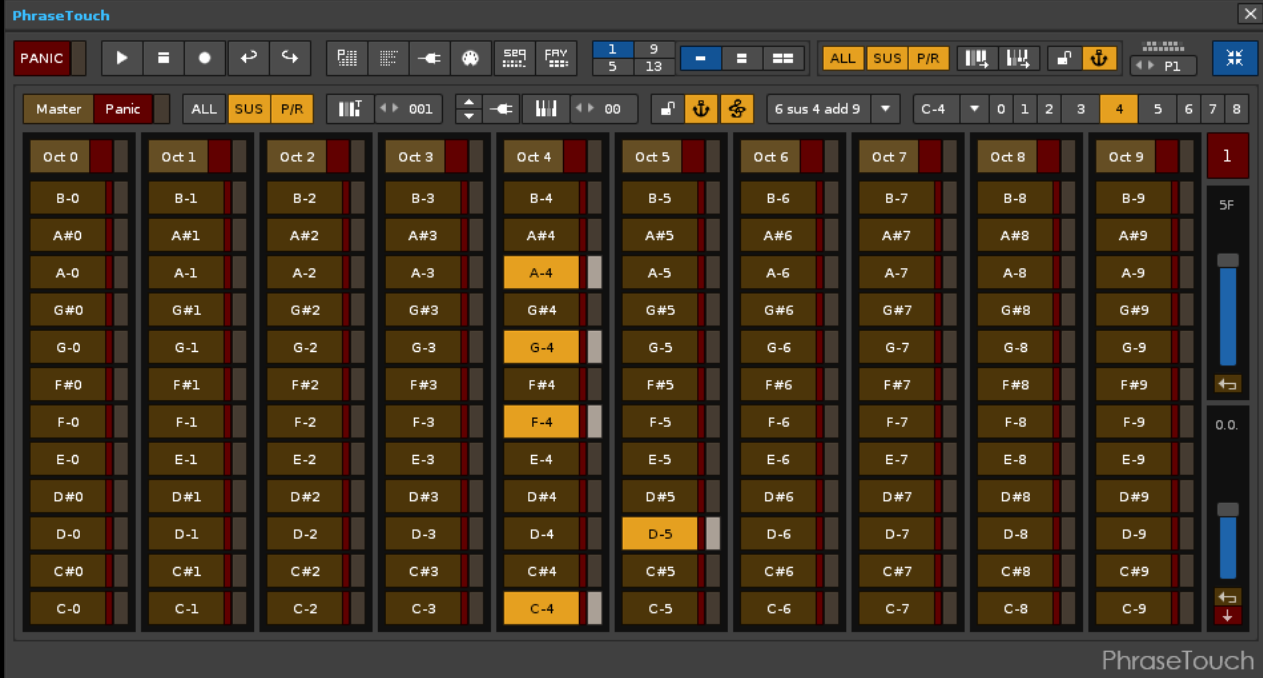 PhraseTouch
PANIC SEQ FAV 1 9 ALL SUS P/R
5 13 P1
Master Panic ALL SUS P/R T 001 00 6 sus 4 add 9 C-4 0 1 2 3 4 5 6 7 8
Oct 0 Oct 1 Oct 2 Oct 3 Oct 4 Oct 5 Oct 6 Oct 7 Oct 8 Oct 9 1
B-0 B-1 B-2 B-3 B-4 B-5 B-6 B-7 B-8 B-9 5F
A#0 A#1 A#2 A#3 A#4 A#5 A#6 A#7 A#8 A#9
A-0 A-1 A-2 A-3 A-4 A-5 A-6 A-7 A-8 A-9
G#0 G#1 G#2 G#3 G#4 G#5 G#6 G#7 G#8 G#9
G-0 G-1 G-2 G-3 G-4 G-5 G-6 G-7 G-8 G-9
F#0 F#1 F#2 F#3 F#4 F#5 F#6 F#7 F#8 F#9
F-0 F-1 F-2 F-3 F-4 F-5 F-6 F-7 F-8 F-9 0.0.
E-0 E-1 E-2 E-3 E-4 E-5 E-6 E-7 E-8 E-9
D#0 D#1 D#2 D#3 D#4 D#5 D#6 D#7 D#8 D#9
D-0 D-1 D-2 D-3 D-4 D-5 D-6 D-7 D-8 D-9
C#0 C#1 C#2 C#3 C#4 C#5 C#6 C#7 C#8 C#9
C-0 C-1 C-2 C-3 C-4 C-5 C-6 C-7 C-8 C-9
PhraseTouch